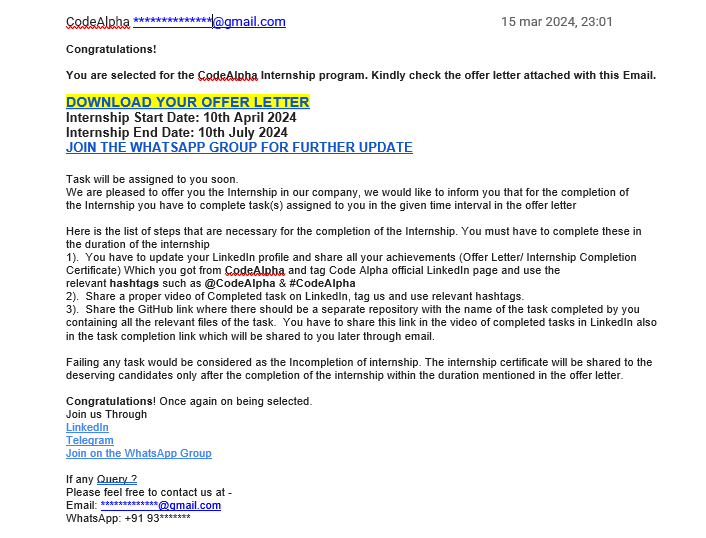 CodeAlpha **************@gmail.com 15 mar 2024, 23:01
Congratulations!
You are selected for the CodeAlpha Internship program. Kindly check the offer letter attached with this Email.
DOWNLOAD YOUR OFFER LETTER
Internship Start Date: 10th April 2024
Internship End Date: 10th July 2024
JOIN THE WHATSAPP GROUP FOR FURTHER UPDATE
Task will be assigned to you soon.
We are pleased to offer you the Internship in our company, we would like to inform you that for the completion of
the Internship you have to complete task(s) assigned to you in the given time interval in the offer letter
Here is the list of steps that are necessary for the completion of the Internship. You must have to complete these in
the duration of the internship
1).  You have to update your LinkedIn profile and share all your achievements (Offer Letter/ Internship Completion
Certificate) Which you got from CodeAlpha and tag Code Alpha official LinkedIn page and use the
relevant hashtags such as @CodeAlpha & #CodeAlpha
2).  Share a proper video of Completed task on LinkedIn, tag us and use relevant hashtags.
3).  Share the GitHub link where there should be a separate repository with the name of the task completed by you
containing all the relevant files of the task.  You have to share this link in the video of completed tasks in LinkedIn also
in the task completion link which will be shared to you later through email.
Failing any task would be considered as the Incompletion of internship. The internship certificate will be shared to the
deserving candidates only after the completion of the internship within the duration mentioned in the offer letter.
Congratulations! Once again on being selected.
Join us Through
LinkedIn
Telegram
Join on the WhatsApp Group
If any Query ?
Please feel free to contact us at -
Email: *************@gmail.com
WhatsApp: +91 93*******